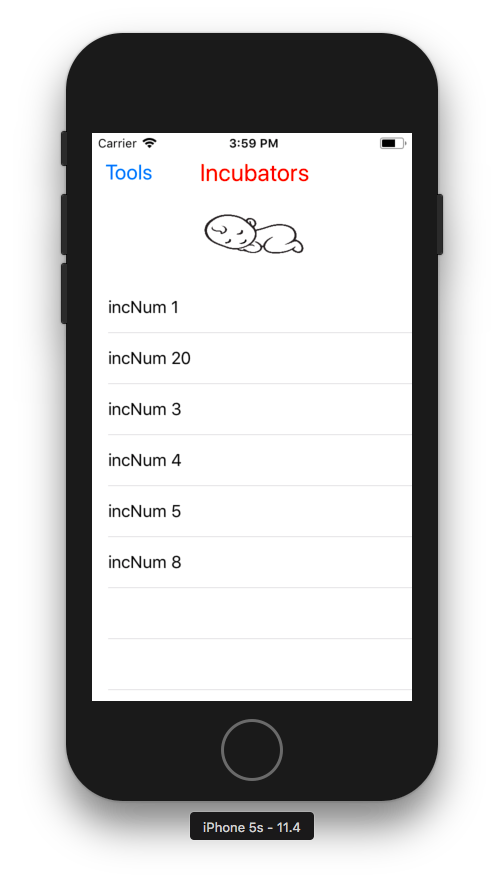 Carrier 3:59 PM
Tools Incubators
incNum 1
incNum 20
incNum 3
incNum 4
incNum 5
incNum 8
iPhone 5s - 11.4